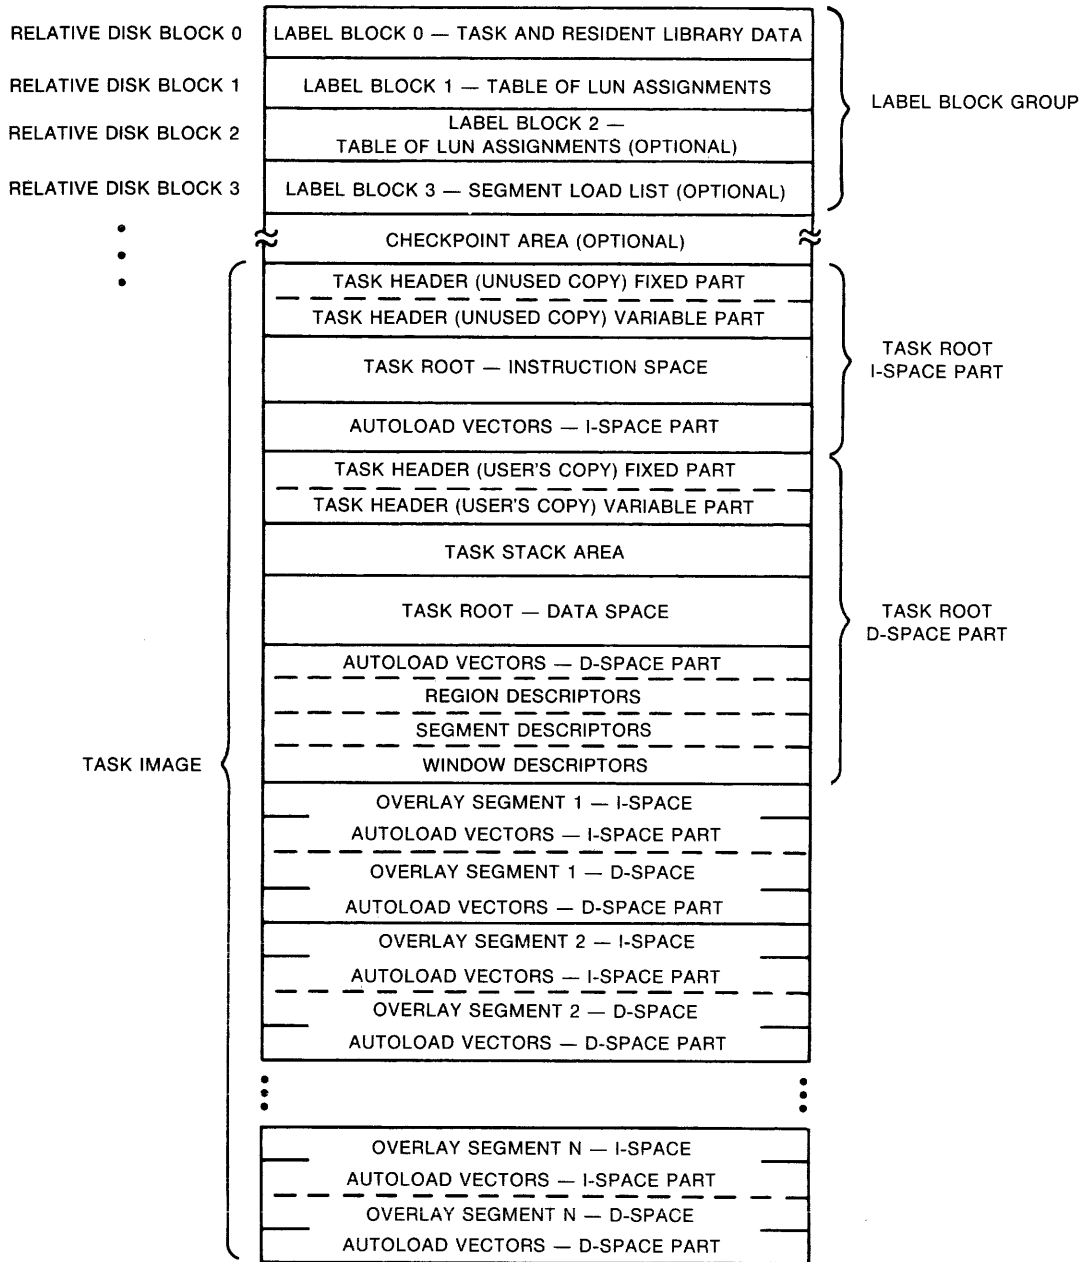 RELATIVE DISK BLOCK 0
LABEL BLOCK 0 — TASK AND RESIDENT LIBRARY DATA
RELATIVE DISK BLOCK 1
LABEL BLOCK 1 — TABLE OF LUN ASSIGNMENTS
LABEL BLOCK GROUP
RELATIVE DISK BLOCK 2
LABEL BLOCK 2 —
TABLE OF LUN ASSIGNMENTS (OPTIONAL)
RELATIVE DISK BLOCK 3
LABEL BLOCK 3 — SEGMENT LOAD LIST (OPTIONAL)
CHECKPOINT AREA (OPTIONAL)
TASK HEADER (UNUSED COPY) FIXED PART
TASK HEADER (UNUSED COPY) VARIABLE PART
TASK ROOT — INSTRUCTION SPACE
TASK ROOT
I-SPACE PART
AUTOLOAD VECTORS — I-SPACE PART
TASK HEADER (USER'S COPY) FIXED PART
TASK HEADER (USER'S COPY) VARIABLE PART
TASK STACK AREA
TASK ROOT — DATA SPACE
TASK ROOT
D-SPACE PART
AUTOLOAD VECTORS — D-SPACE PART
REGION DESCRIPTORS
SEGMENT DESCRIPTORS
WINDOW DESCRIPTORS
TASK IMAGE
OVERLAY SEGMENT 1 — I-SPACE
AUTOLOAD VECTORS — I-SPACE PART
OVERLAY SEGMENT 1 — D-SPACE
AUTOLOAD VECTORS — D-SPACE PART
OVERLAY SEGMENT 2 — I-SPACE
AUTOLOAD VECTORS — I-SPACE PART
OVERLAY SEGMENT 2 — D-SPACE
AUTOLOAD VECTORS — D-SPACE PART
OVERLAY SEGMENT N — I-SPACE
AUTOLOAD VECTORS — I-SPACE PART
OVERLAY SEGMENT N — D-SPACE
AUTOLOAD VECTORS — D-SPACE PART